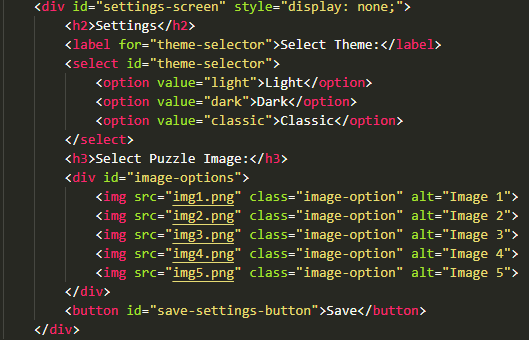 <div id="settings-screen" style="display: none;">
<h2>Settings</h2>
<label for="theme-selector">Select Theme:</label>
<select id="theme-selector">
<option value="light">Light</option>
<option value="dark">Dark</option>
<option value="classic">Classic</option>
</select>
<h3>Select Puzzle Image:</h3>
<div id="image-options">
<img src="img1.png" class="image-option" alt="Image 1">
<img src="img2.png" class="image-option" alt="Image 2">
<img src="img3.png" class="image-option" alt="Image 3">
<img src="img4.png" class="image-option" alt="Image 4">
<img src="img5.png" class="image-option" alt="Image 5">
</div>
<button id="save-settings-button">Save</button>
</div>